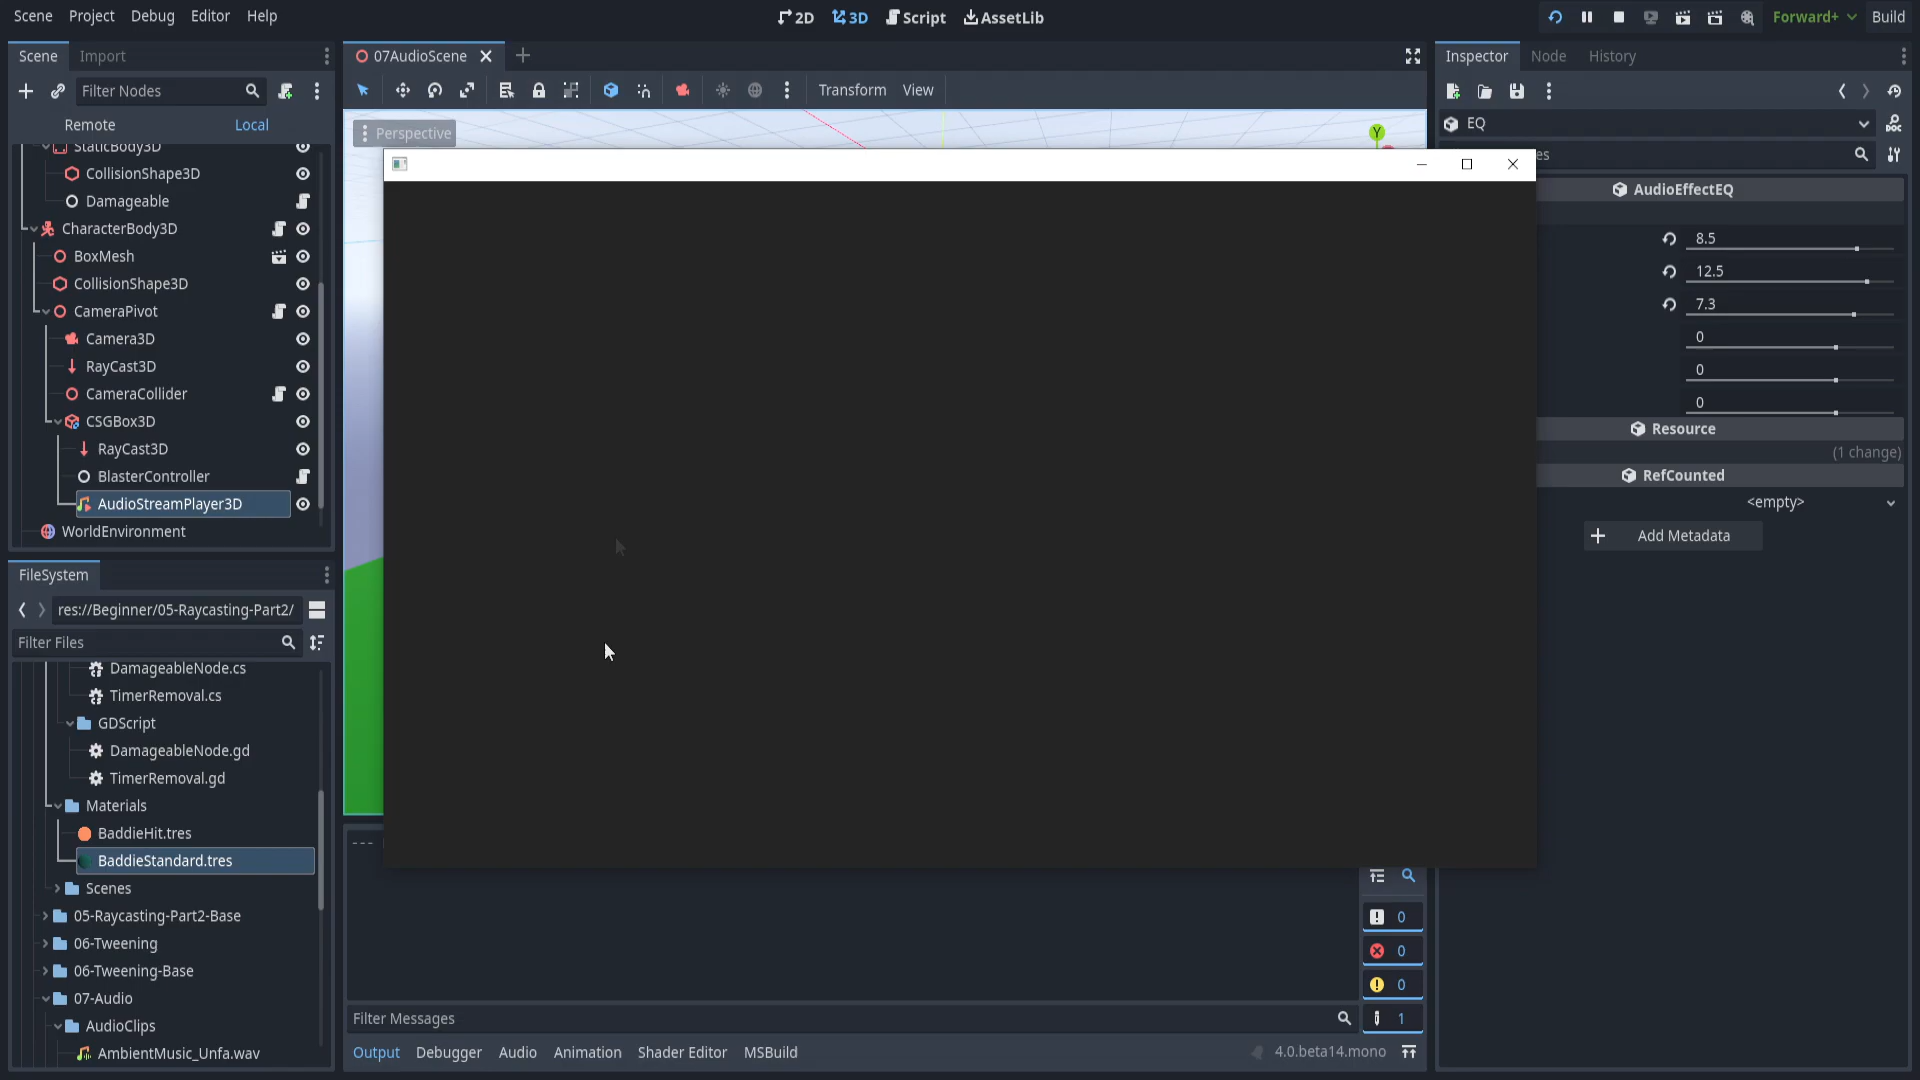 Scene Project Debug Editor Help
2D 3D Script AssetLib
Forward+ Build
Scene Import
Filter Nodes
Remote Local
StaticBody3D
CollisionShape3D
Damageable
CharacterBody3D
BoxMesh
CollisionShape3D
CameraPivot
Camera3D
RayCast3D
CameraCollider
CSGBox3D
RayCast3D
BlasterController
AudioStreamPlayer3D
WorldEnvironment
FileSystem
res://Beginner/05-Raycasting-Part2/
Filter Files
DamageableNode.cs
TimerRemoval.cs
GDScript
DamageableNode.gd
TimerRemoval.gd
Materials
BaddieHit.tres
BaddieStandard.tres
Scenes
05-Raycasting-Part2-Base
06-Tweening
06-Tweening-Base
07-Audio
AudioClips
AmbientMusic_Unfa.wav
07AudioScene
Transform View
Perspective
Y
---
0
0
0
1
Filter Messages
Output Debugger Audio Animation Shader Editor MSBuild
4.0.beta14.mono
Inspector Node History
EQ
es
AudioEffectEQ
8.5
12.5
7.3
0
0
0
Resource
(1 change)
RefCounted
<empty>
Add Metadata